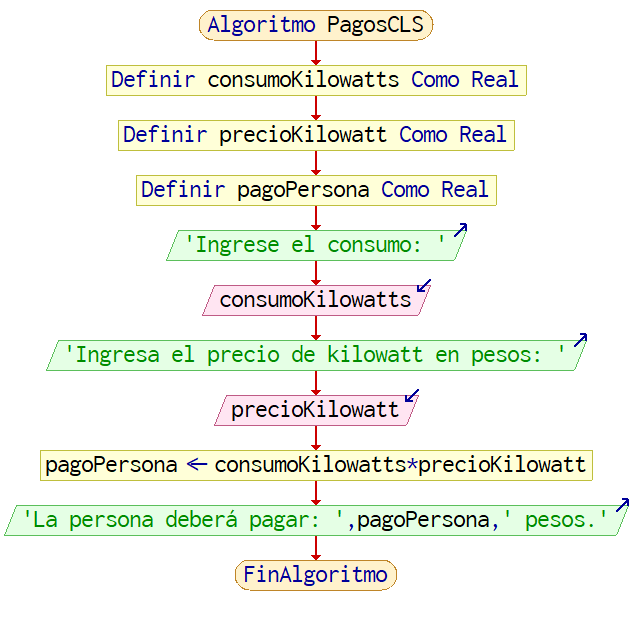 Algoritmo PagosCLS
Definir consumoKilowatts Como Real
Definir precioKilowatt Como Real
Definir pagoPersona Como Real
'Ingrese el consumo: '
consumoKilowatts
'Ingresa el precio de kilowatt en pesos: '
precioKilowatt
pagoPersona ← consumoKilowatts*precioKilowatt
'La persona deberá pagar: ',pagoPersona,' pesos.'
FinAlgoritmo